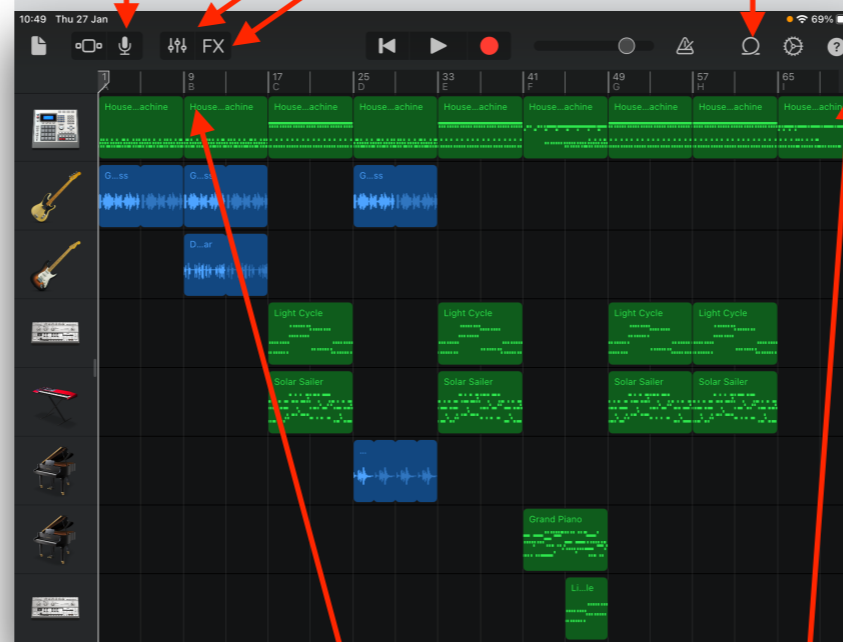 10:49 Thu 27 Jan 69%
FX ?
1 9 17 25 33 41 49 57 65
A B C D E F G H I
House...achine House...achine House...achine House...achine House...achine House...achine House...achine House...achine House...achine
G...ss G...ss G...ss
D...ar
Light Cycle Light Cycle Light Cycle Light Cycle
Solar Sailer Solar Sailer Solar Sailer Solar Sailer
...
Grand Piano
Li...le